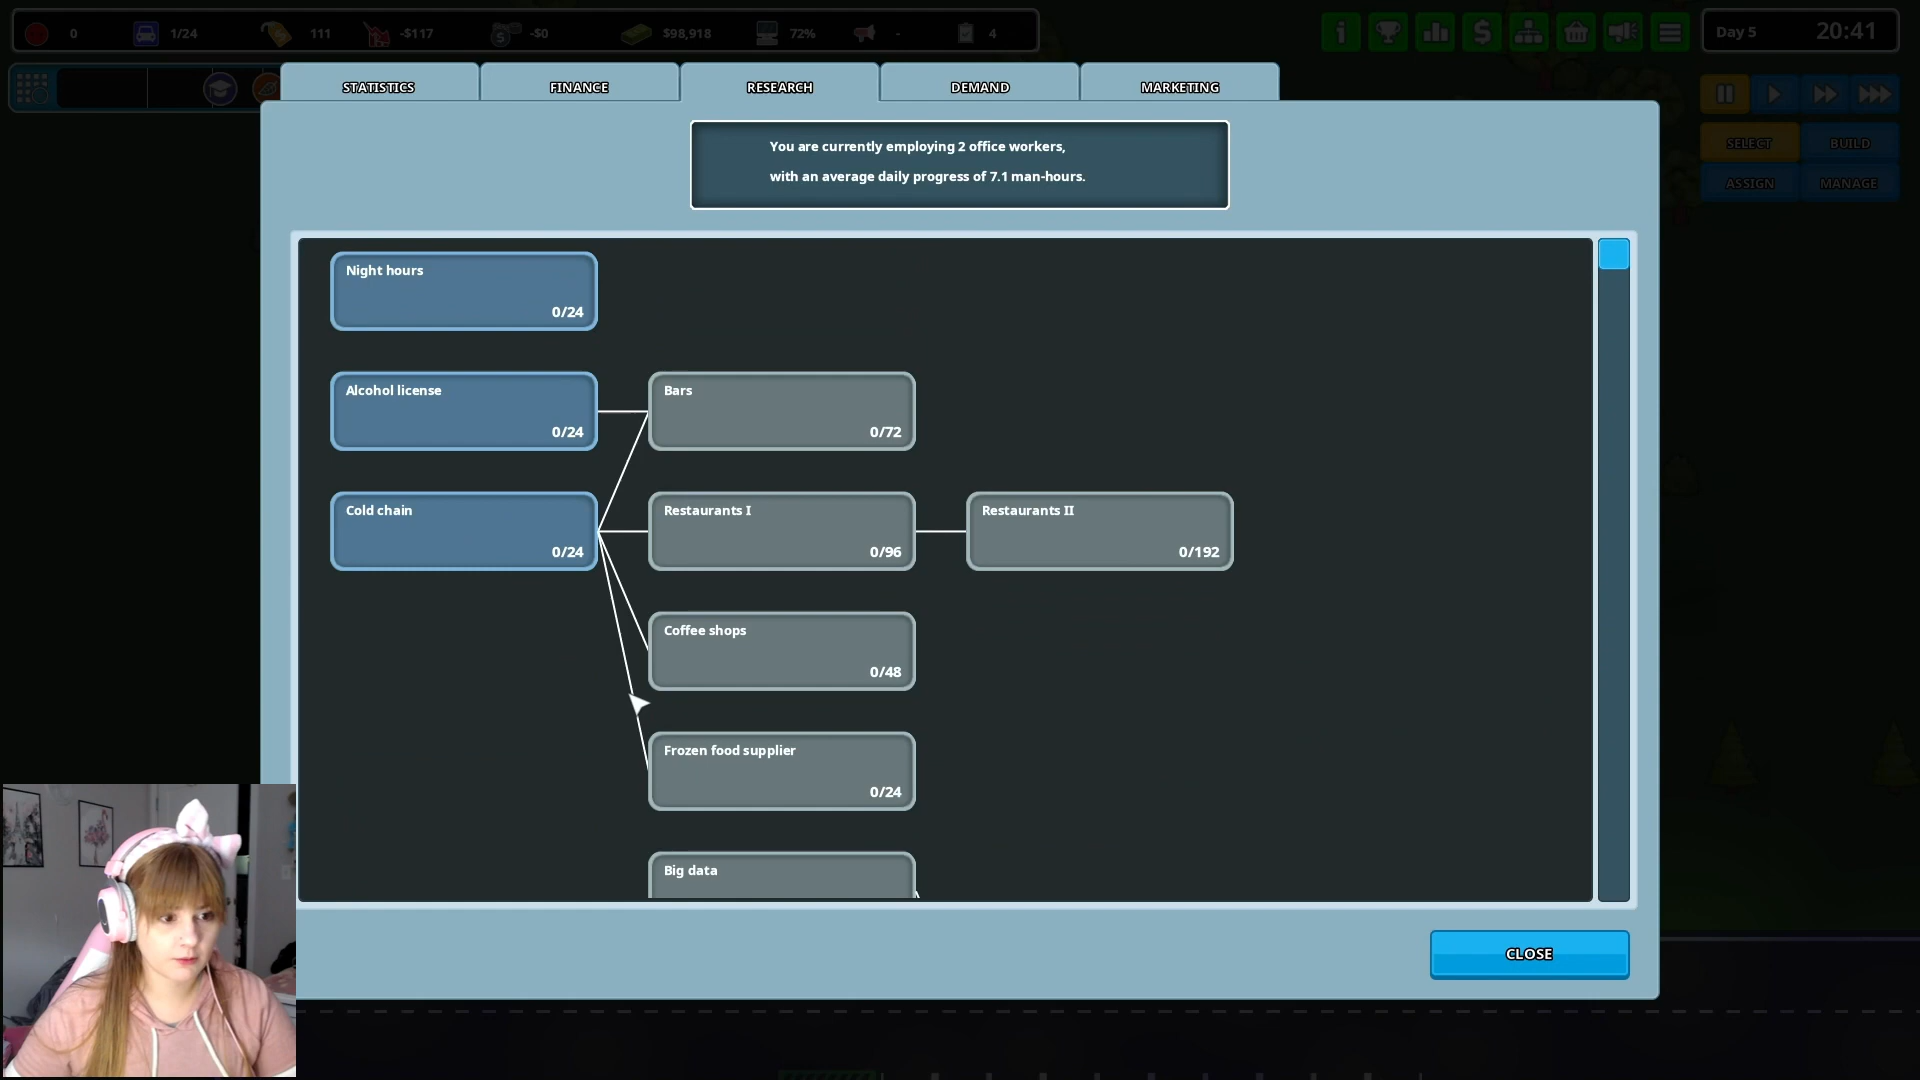 0
1/24
111
-$117
-$0
$98,918
72%
-
4
Day 5
20:41
STATISTICS
FINANCE
RESEARCH
DEMAND
MARKETING
You are currently employing 2 office workers,
with an average daily progress of 7.1 man-hours.
SELECT
BUILD
ASSIGN
MANAGE
Night hours
0/24
Alcohol license
0/24
Bars
0/72
Cold chain
0/24
Restaurants I
0/96
Restaurants II
0/192
Coffee shops
0/48
Frozen food supplier
0/24
Big data
CLOSE